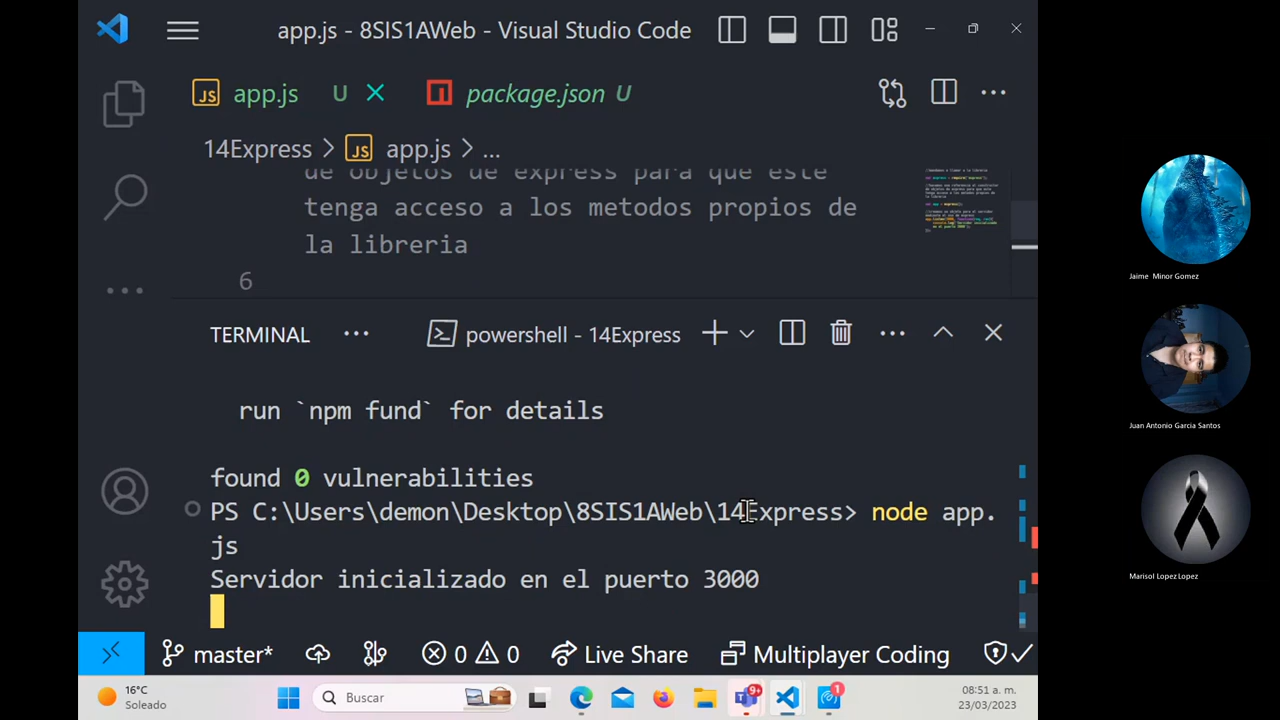 app.js - 8SIS1AWeb - Visual Studio Code
JS app.js U package.json U
14Express > JS app.js > ...
de objetos de express para que este
tenga acceso a los metodos propios de
la libreria
6
TERMINAL ... powershell - 14Express
run `npm fund` for details
found 0 vulnerabilities
PS C:\Users\demon\Desktop\8SIS1AWeb\14Express> node app.
js
Servidor inicializado en el puerto 3000
master* 0 0 Live Share Multiplayer Coding
16°C
Soleado
Buscar
9+
1
08:51 a. m.
23/03/2023
Jaime Minor Gomez
Juan Antonio Garcia Santos
Marisol Lopez Lopez